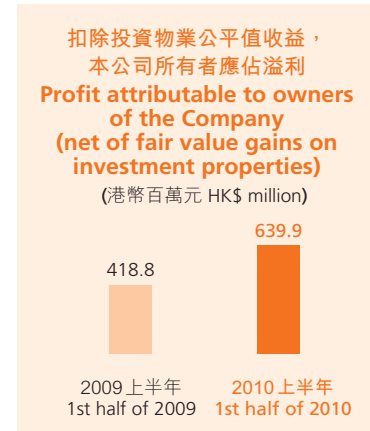 扣除投資物業公平值收益，
本公司所有者應佔溢利
Profit attributable to owners
of the Company
(net of fair value gains on
investment properties)
(港幣百萬元 HK$ million)
639.9
418.8
2009上半年 2010上半年
1st half of 2009 1st half of 2010